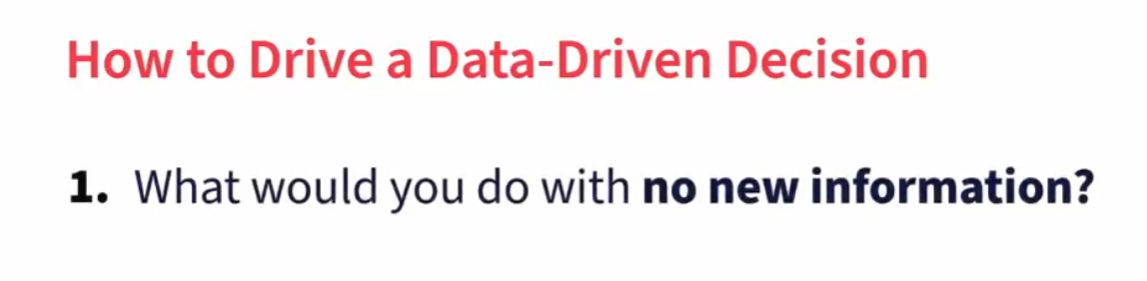 How to Drive a Data-Driven Decision
1. What would you do with no new information?